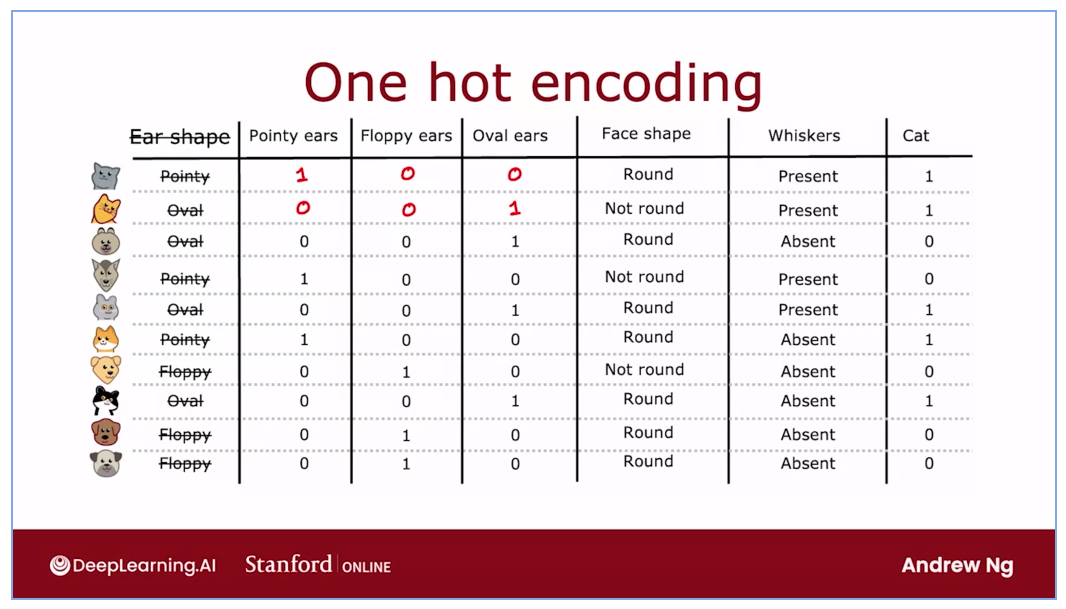 One hot encoding
Ear shape Pointy ears Floppy ears Oval ears Face shape Whiskers Cat
Pointy 1 0 0 Round Present 1
Oval 0 0 1 Not round Present 1
Oval 0 0 1 Round Absent 0
Pointy 1 0 0 Not round Present 0
Oval 0 0 1 Round Present 1
Pointy 1 0 0 Round Absent 1
Floppy 0 1 0 Not round Absent 0
Oval 0 0 1 Round Absent 1
Floppy 0 1 0 Round Absent 0
Floppy 0 1 0 Round Absent 0
DeepLearning.AI Stanford ONLINE Andrew Ng